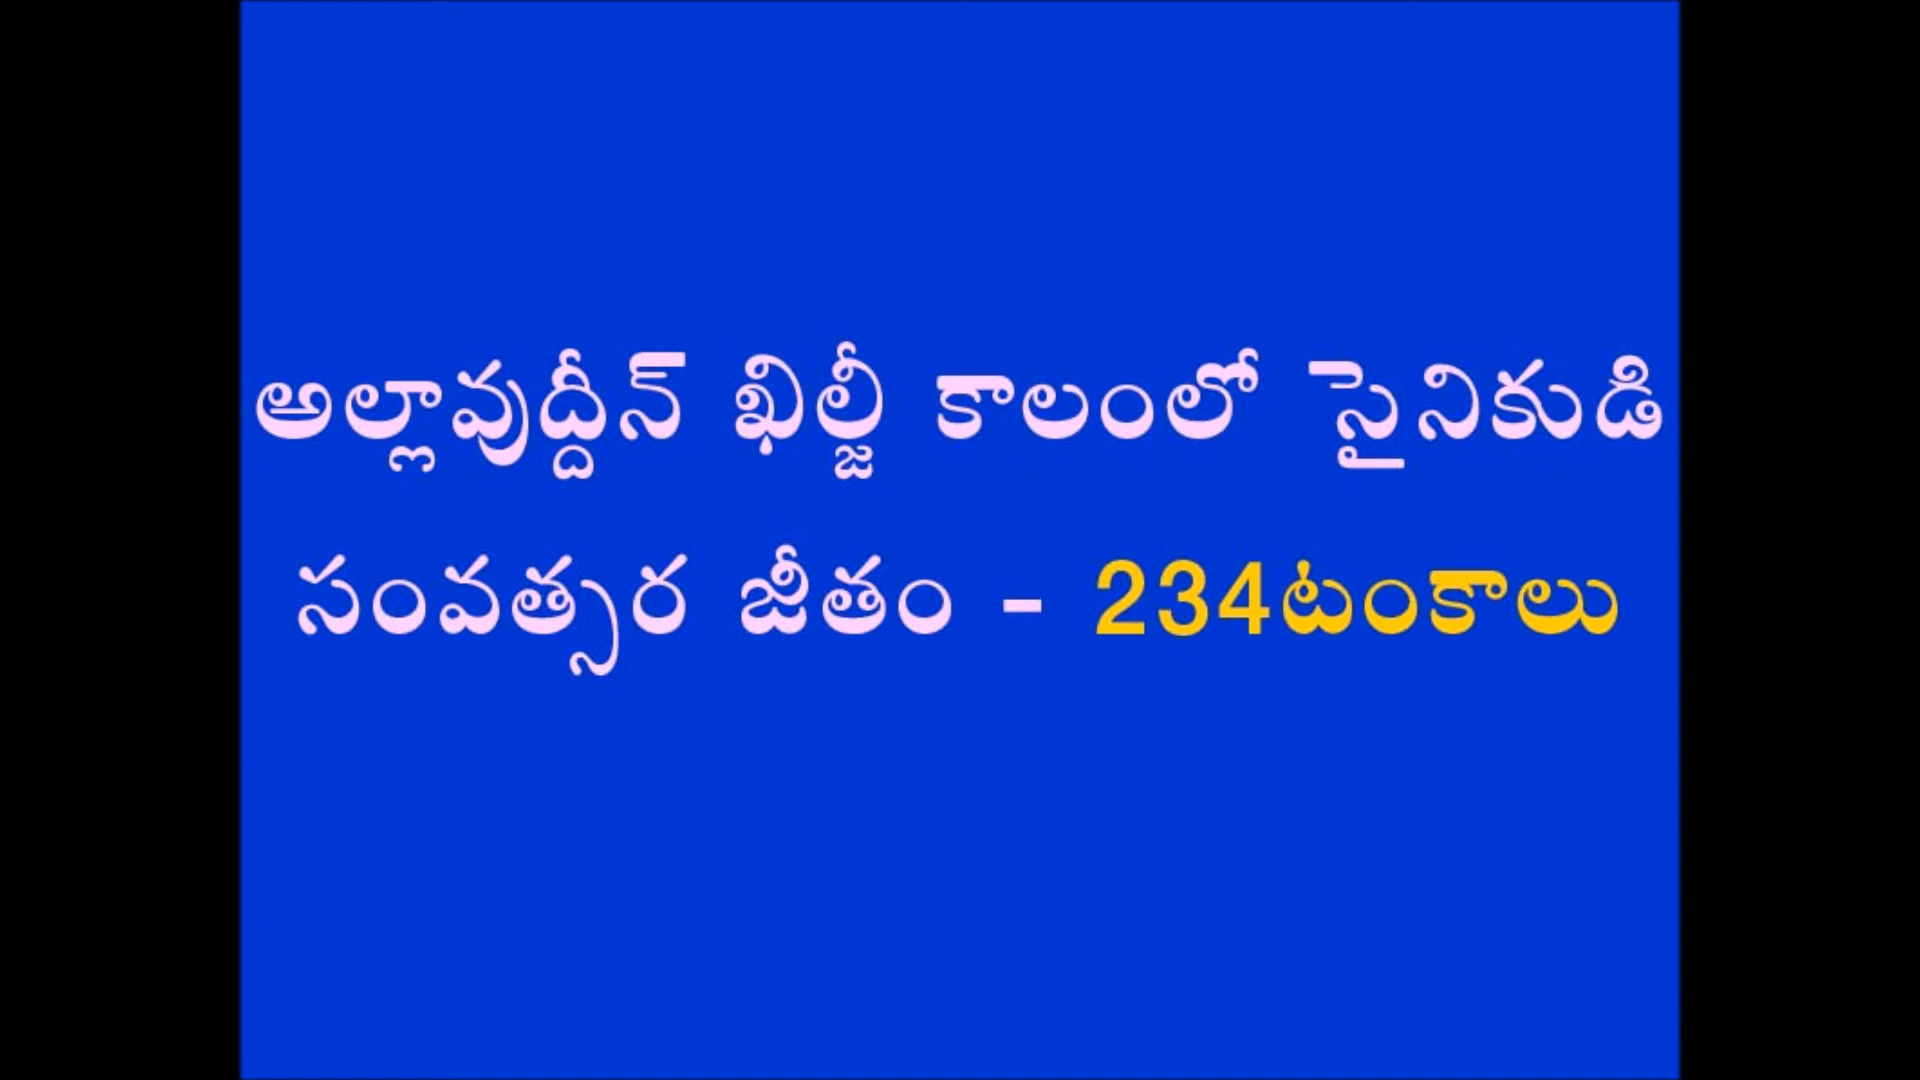 అల్లావుద్దీన్ ఖిల్జీ కాలంలో సైనికుడి
సంవత్సర జీతం - 234టంకాలు